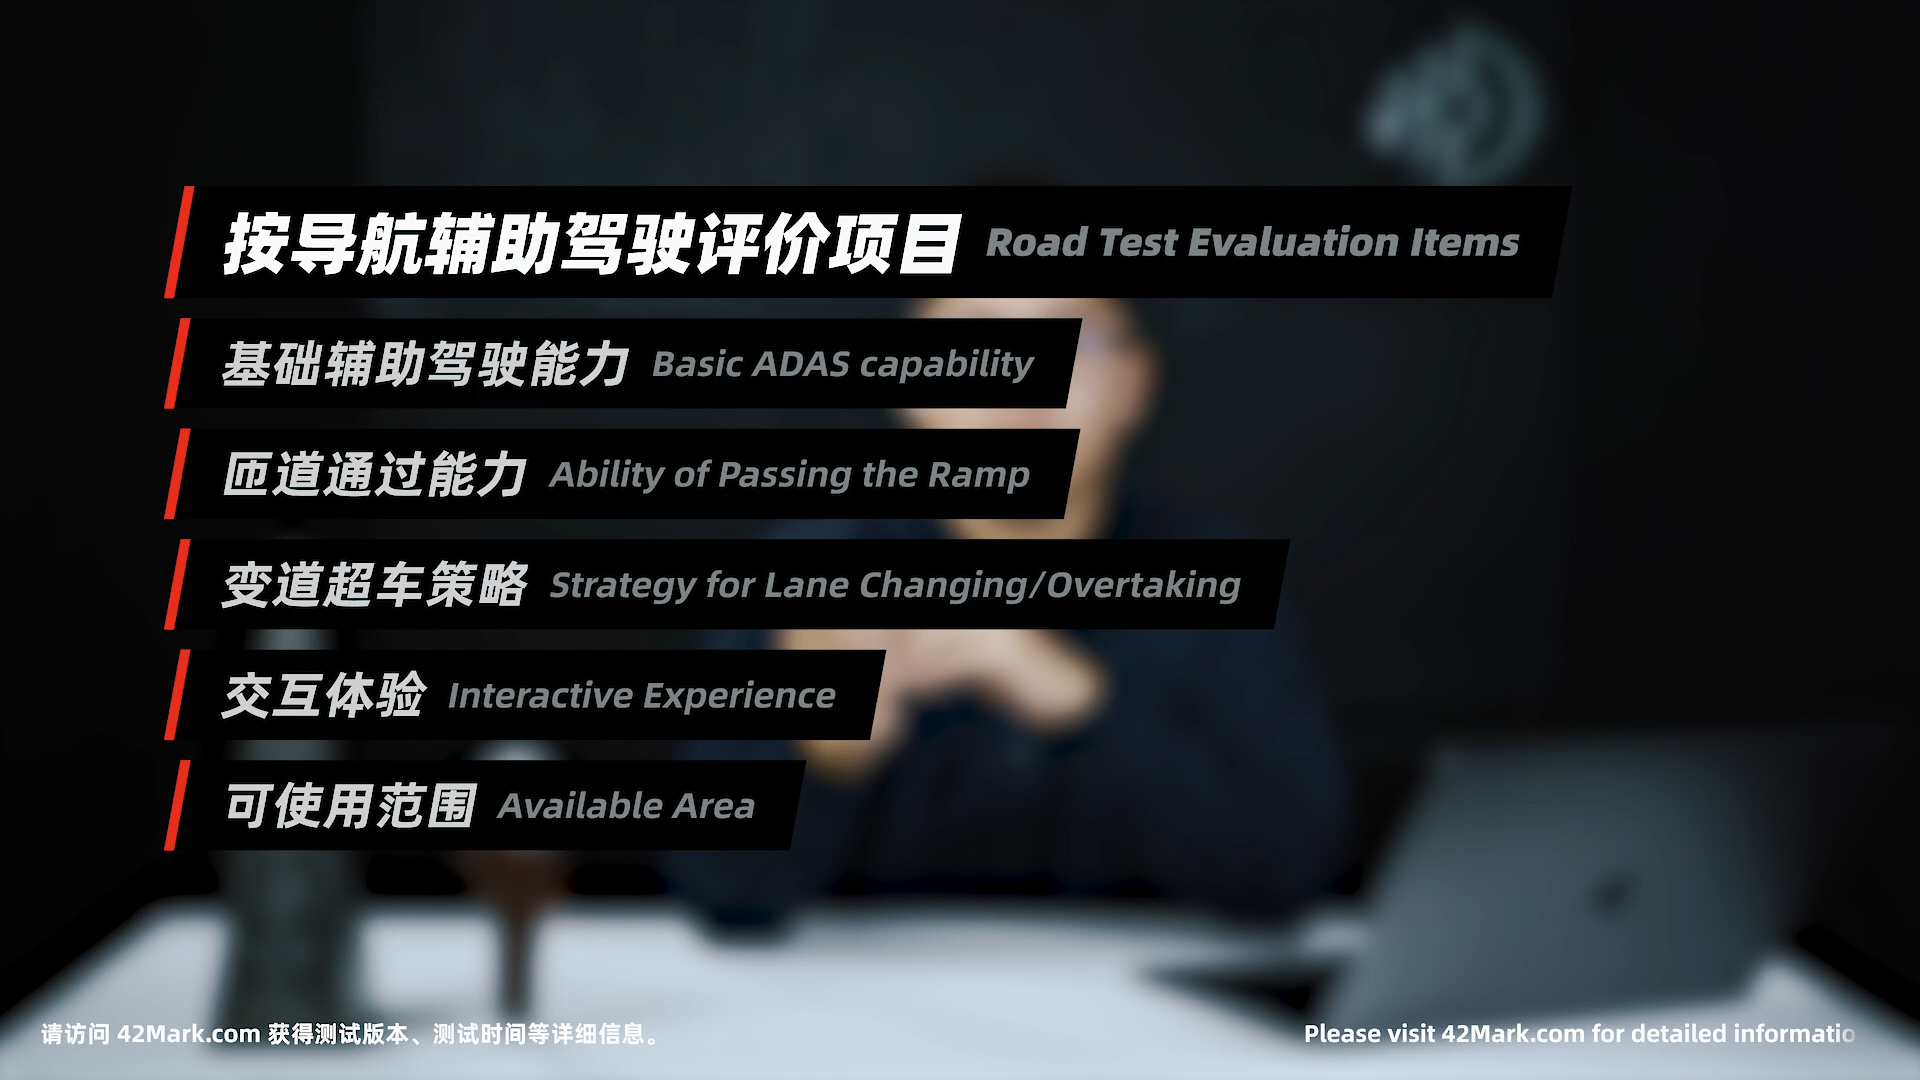 按导航辅助驾驶评价项目 Road Test Evaluation Items
基础辅助驾驶能力 Basic ADAS capability
匝道通过能力 Ability of Passing the Ramp
变道超车策略 Strategy for Lane Changing/Overtaking
交互体验 Interactive Experience
可使用范围 Available Area
请访问 42Mark.com 获得测试版本、测试时间等详细信息。 Please visit 42Mark.com for detailed informatio